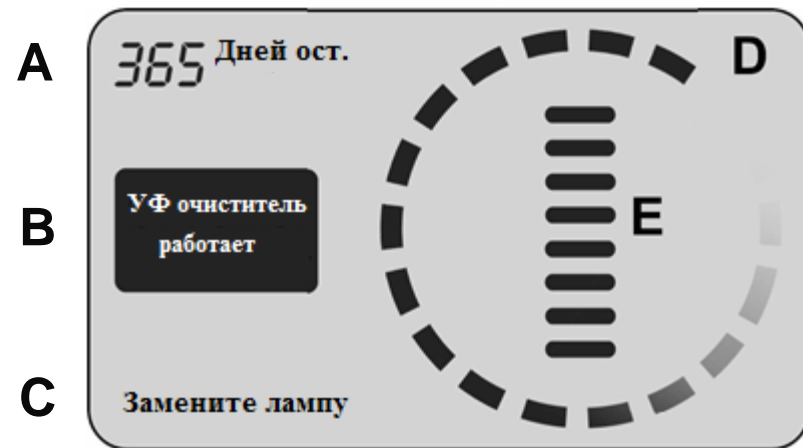 A
365 Дней ост.
D
B
УФ очиститель
работает
E
C
Замените лампу